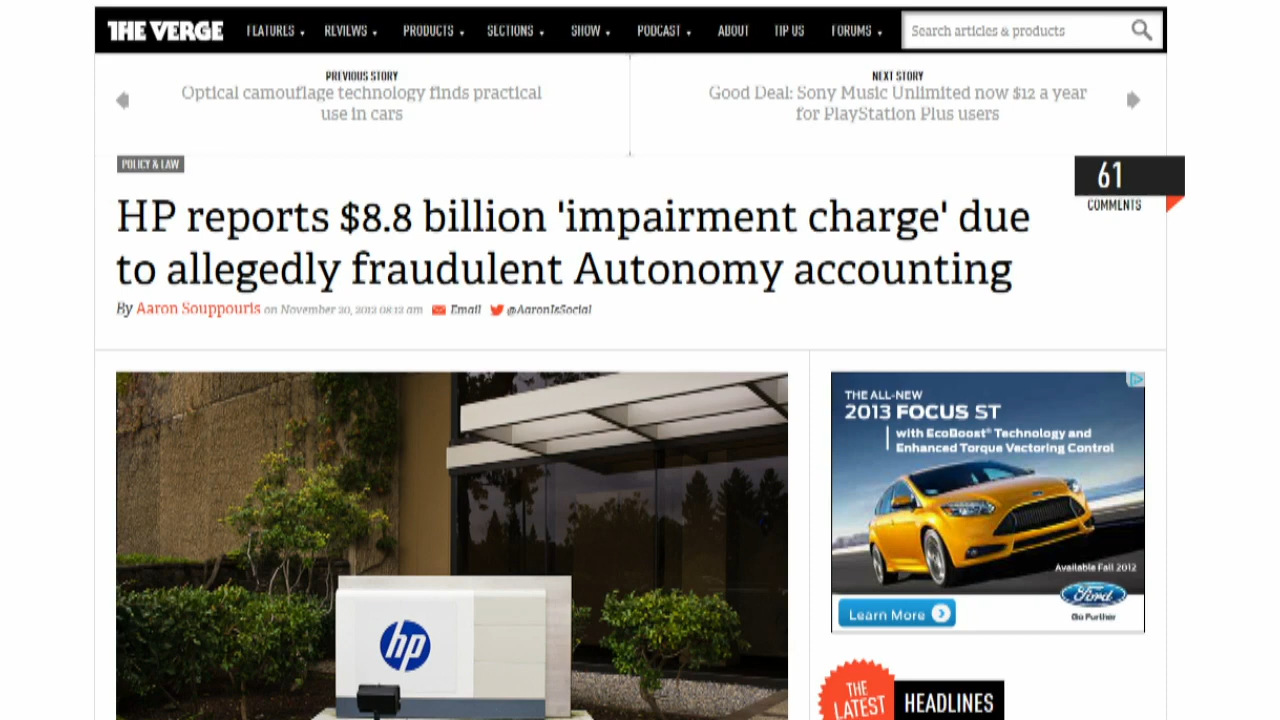 THE VERGE
FEATURES
REVIEWS
PRODUCTS
SECTIONS
SHOW
PODCAST
ABOUT
TIP US
FORUMS
Search articles & products
PREVIOUS STORY
Optical camouflage technology finds practical
use in cars
NEXT STORY
Good Deal: Sony Music Unlimited now $12 a year
for PlayStation Plus users
POLICY & LAW
61
COMMENTS
HP reports $8.8 billion 'impairment charge' due
to allegedly fraudulent Autonomy accounting
By Aaron Souppouris on November 20, 2012 08:12 am Email @AaronIsSocial
hp
THE ALL-NEW
2013 FOCUS ST
with EcoBoost® Technology and
Enhanced Torque Vectoring Control
Available Fall 2012
Ford
Go Further
Learn More
THE
LATEST
HEADLINES